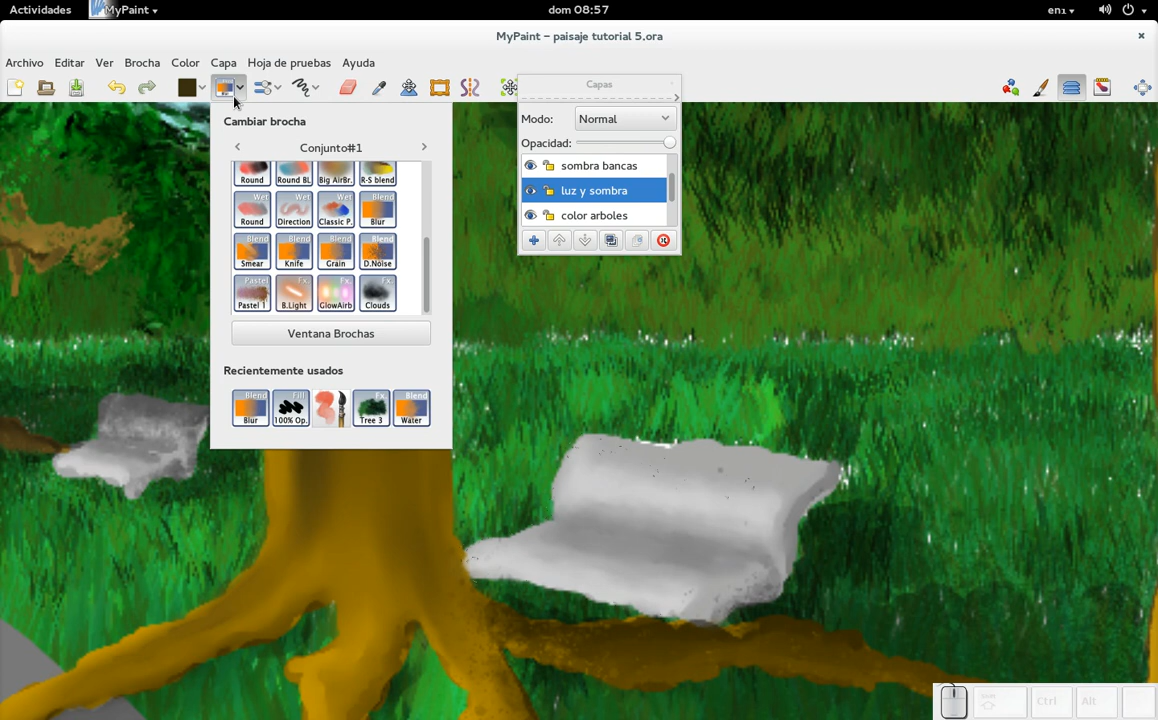 Actividades MyPaint dom 08:57 en1
MyPaint – paisaje tutorial 5.ora
Archivo Editar Ver Brocha Color Capa Hoja de pruebas Ayuda
Capas
Modo: Normal
Opacidad:
sombra bancas
luz y sombra
color arboles
Cambiar brocha
Conjunto#1
Round Round BL Big AirBr. R-S blend
Wet Round Wet Direction Wet Classic P. Blend Blur
Blend Smear Blend Knife Blend Grain Blend D.Noise
Pastel Pastel 1 Fx. B.Light Fx. GlowAirb Fx. Clouds
Ventana Brochas
Recientemente usados
Blend Blur Fill 100% Op. Fx. Tree 3 Blend Water
Ctrl Alt